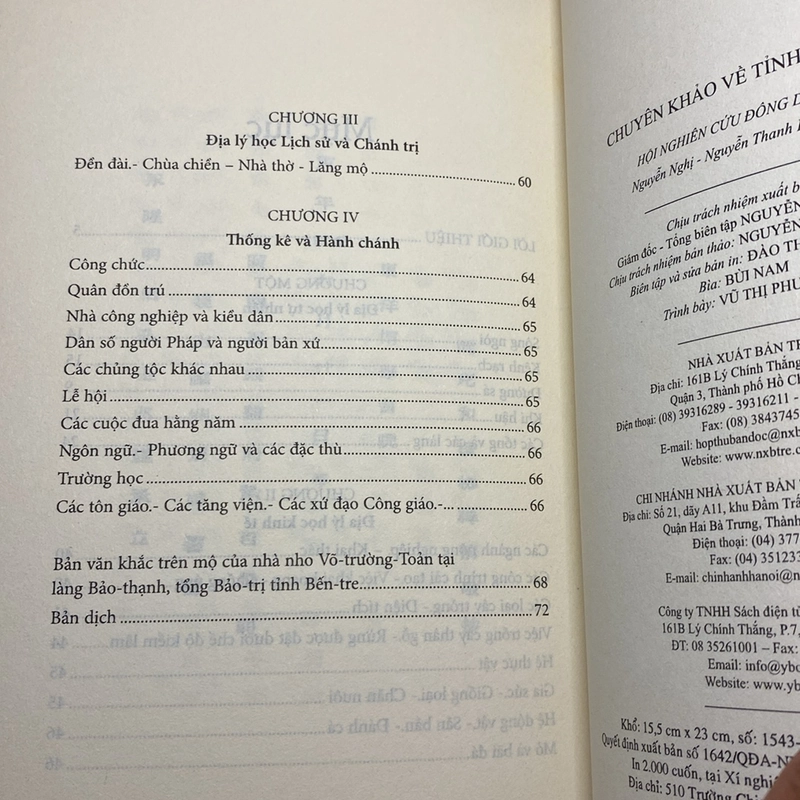 CHƯƠNG III
Địa lý học Lịch sử và Chánh trị
Đền đài.- Chùa chiền – Nhà thờ - Lăng mộ ........ 60
CHƯƠNG IV
Thống kê và Hành chánh
Công chức ........ 64
Quân đồn trú ........ 64
Nhà công nghiệp và kiều dân ........ 65
Dân số người Pháp và người bản xứ ........ 65
Các chủng tộc khác nhau ........ 65
Lễ hội ........ 65
Các cuộc đua hằng năm ........ 66
Ngôn ngữ.- Phương ngữ và các đặc thù ........ 66
Trường học ........ 66
Các tôn giáo.- Các tăng viện.- Các xứ đạo Công giáo.-... 66
Bản văn khắc trên mộ của nhà nho Võ-trường-Toàn tại
làng Bảo-thạnh, tổng Bảo-trị tỉnh Bến-tre ........ 68
Bản dịch ........ 72
CHUYÊN KHẢO VỀ TỈNH
HỘI NGHIÊN CỨU ĐÔNG
Nguyễn Nghị - Nguyễn Thanh
Chịu trách nhiệm xuất
Giám đốc - Tổng biên tập NGUYỄN
Chịu trách nhiệm bản thảo: NGUYỄN
Biên tập và sửa bản in: ĐÀO
Bìa: BÙI NAM
Trình bày: VŨ THỊ
NHÀ XUẤT BẢN
Địa chỉ: 161B Lý Chính Thắng
Quận 3, Thành phố Hồ
Điện thoại: (08) 39316289 - 39316211 -
Fax: (08) 3843745
E-mail: hopthubandoc@nxb
Website: www.nxbtre.c
CHI NHÁNH NHÀ XUẤT BẢN
Địa chỉ: Số 21, dãy A11, khu Đầm
Quận Hai Bà Trưng, Thành
Điện thoại: (04) 377
Fax: (04) 351233
E-mail: chinhanhhanoi@n
Công ty TNHH Sách điện
161B Lý Chính Thắng, P.7,
ĐT: 08 35261001 -
Email: info@yb
Website: www.yb
Khổ: 15,5 cm x 23 cm, số: 1543-
Quyết định xuất bản số 1642/QĐA-N
In 2.000 cuốn, tại Xí
Địa chỉ: 510 Trường